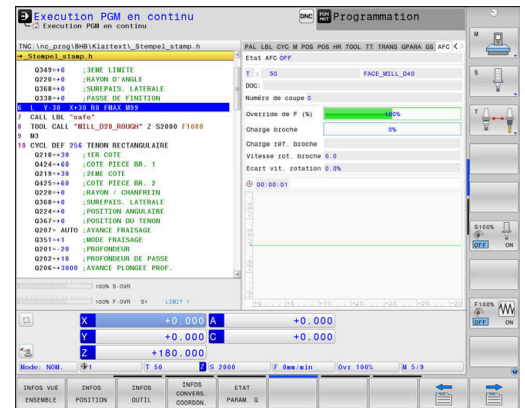 Execution PGM en continu
Execution PGM en continu
DNC
Programmation
TNC:\nc_prog\BHB\Klartext\_Stempel_stamp.h
→_Stempel_stamp.h
Q349=+0 ;3EME LIMITE
Q220=+0 ;RAYON D'ANGLE
Q368=+0 ;SUREPAIS. LATERALE
Q338=+0 ;PASSE DE FINITION
6 L Y-30 X+30 R0 FMAX M99
7 CALL LBL "safe"
8 TOOL CALL "MILL_D20_ROUGH" Z S2000 F1000
9 M3
10 CYCL DEF 256 TENON RECTANGULAIRE
Q218=+30 ;1ER COTE
Q424=+60 ;COTE PIECE BR. 1
Q219=+30 ;2EME COTE
Q425=+60 ;COTE PIECE BR. 2
Q220=+0 ;RAYON / CHANFREIN
Q368=+0 ;SUREPAIS. LATERALE
Q224=+0 ;POSITION ANGULAIRE
Q367=+0 ;POSITION DU TENON
Q207= AUTO ;AVANCE FRAISAGE
Q351=+1 ;MODE FRAISAGE
Q201=-20 ;PROFONDEUR
Q202=+10 ;PROFONDEUR DE PASSE
Q206=+3000 ;AVANCE PLONGEE PROF.
100% S-OVR
100% F-OVR S1 LIMIT 1
PAL LBL CYC M POS POS HR TOOL TT TRANS QPARA GS AFC
Etat AFC OFF
T : 50 FACE_MILL_D40
DOC:
Numéro de coupe 0
Override de F (%) 100%
Charge broche 0%
Charge réf. broche
Vitesse rot. broche 0.0
Ecart vit. rotation 0.0%
00:00:01
X +0.000 A +0.000
Y +0.000 C +0.000
Z +180.000
Mode: NOM. 1 T 50 Z S 2000 F 0mm/min Ovr 100% M 5/9
INFOS VUE ENSEMBLE
INFOS POSITION
INFOS OUTIL
INFOS CONVERS. COORDON.
ETAT PARAM. Q
M
S
T
S100%
OFF ON
F100%
OFF ON